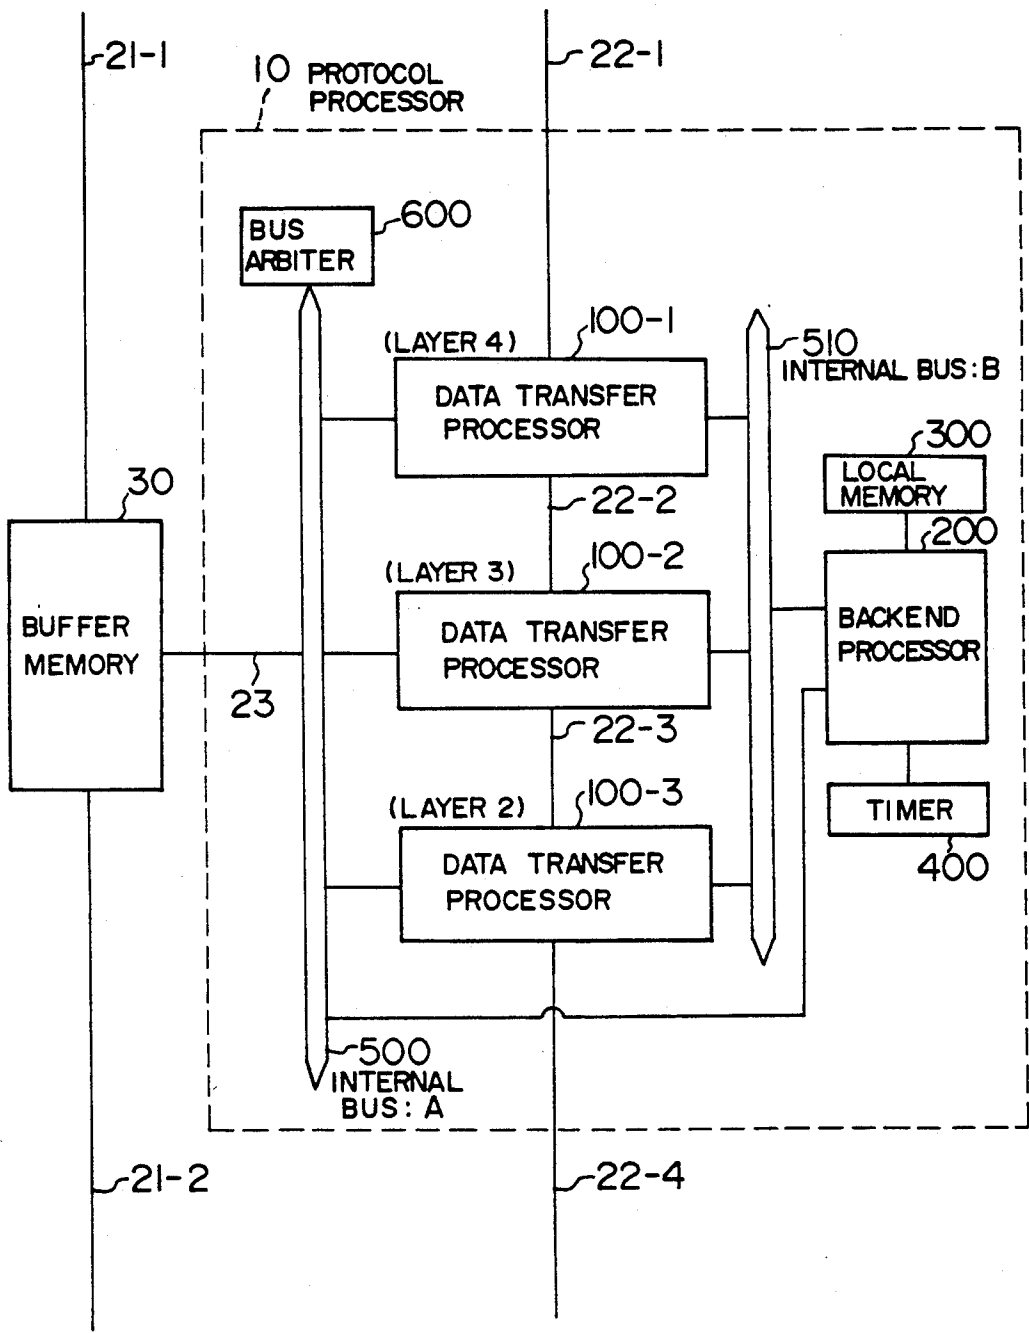 21-1
22-1
10 PROTOCOL
PROCESSOR
600
BUS
ARBITER
(LAYER 4)
100-1
510
INTERNAL BUS:B
DATA TRANSFER
PROCESSOR
300
LOCAL
MEMORY
30
22-2
200
(LAYER 3)
100-2
BUFFER
MEMORY
DATA TRANSFER
PROCESSOR
BACKEND
PROCESSOR
23
22-3
(LAYER 2)
100-3
TIMER
400
DATA TRANSFER
PROCESSOR
500
INTERNAL
BUS: A
21-2
22-4